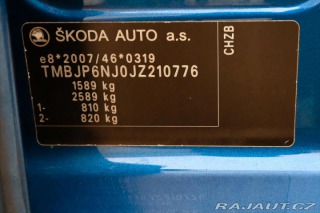 ŠKODA AUTO a.s.
e8*2007/46*0319
TMBJP6NJ0JZ210776
1589 kg
2589 kg
1- 810 kg
2- 820 kg
CHZB
RAJAUT.CZ